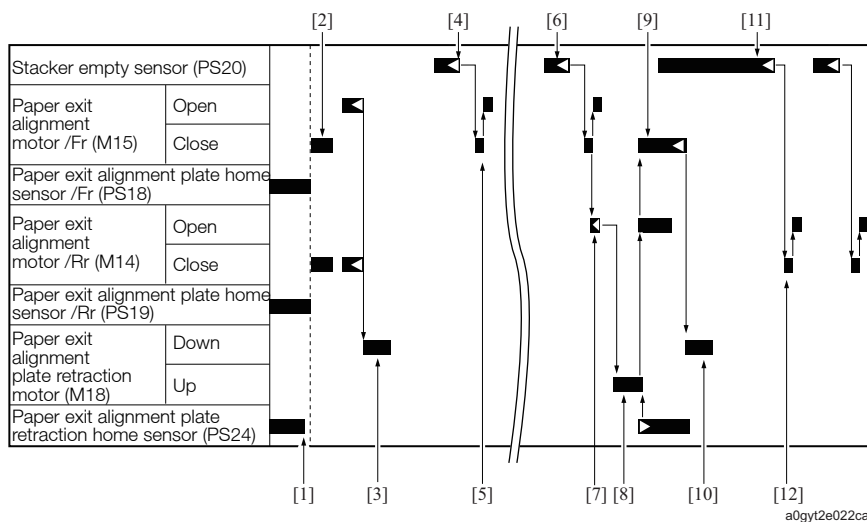 [2] [4] [6] [9] [11]
Stacker empty sensor (PS20)
Paper exit
alignment
motor /Fr (M15)
Open
Close
Paper exit alignment plate home
sensor /Fr (PS18)
Paper exit
alignment
motor /Rr (M14)
Open
Close
Paper exit alignment plate home
sensor /Rr (PS19)
Paper exit
alignment
plate retraction
motor (M18)
Down
Up
Paper exit alignment plate
retraction home sensor (PS24)
[1] [3] [5] [7] [8] [10] [12]
a0gyt2e022ca